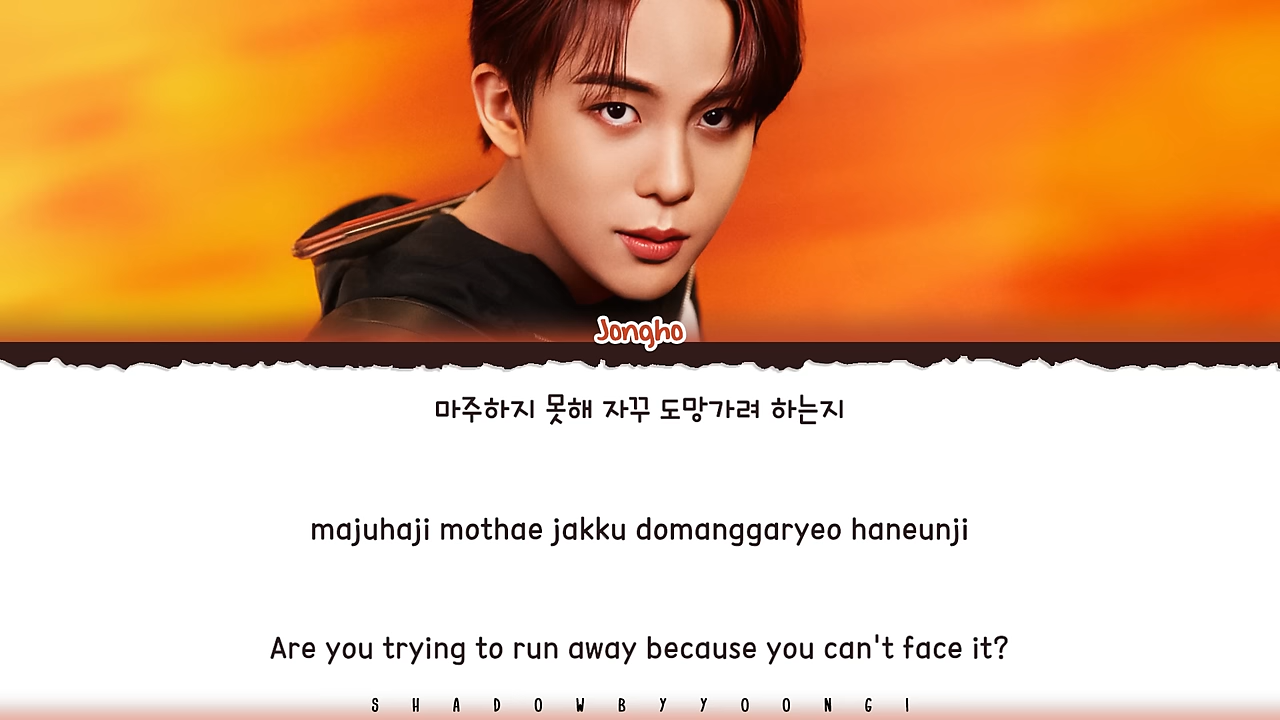 Jongho
마주하지 못해 자꾸 도망가려 하는지
majuhaji mothae jakku domanggaryeo haneunji
Are you trying to run away because you can't face it?
SHADOWBYYOONGI